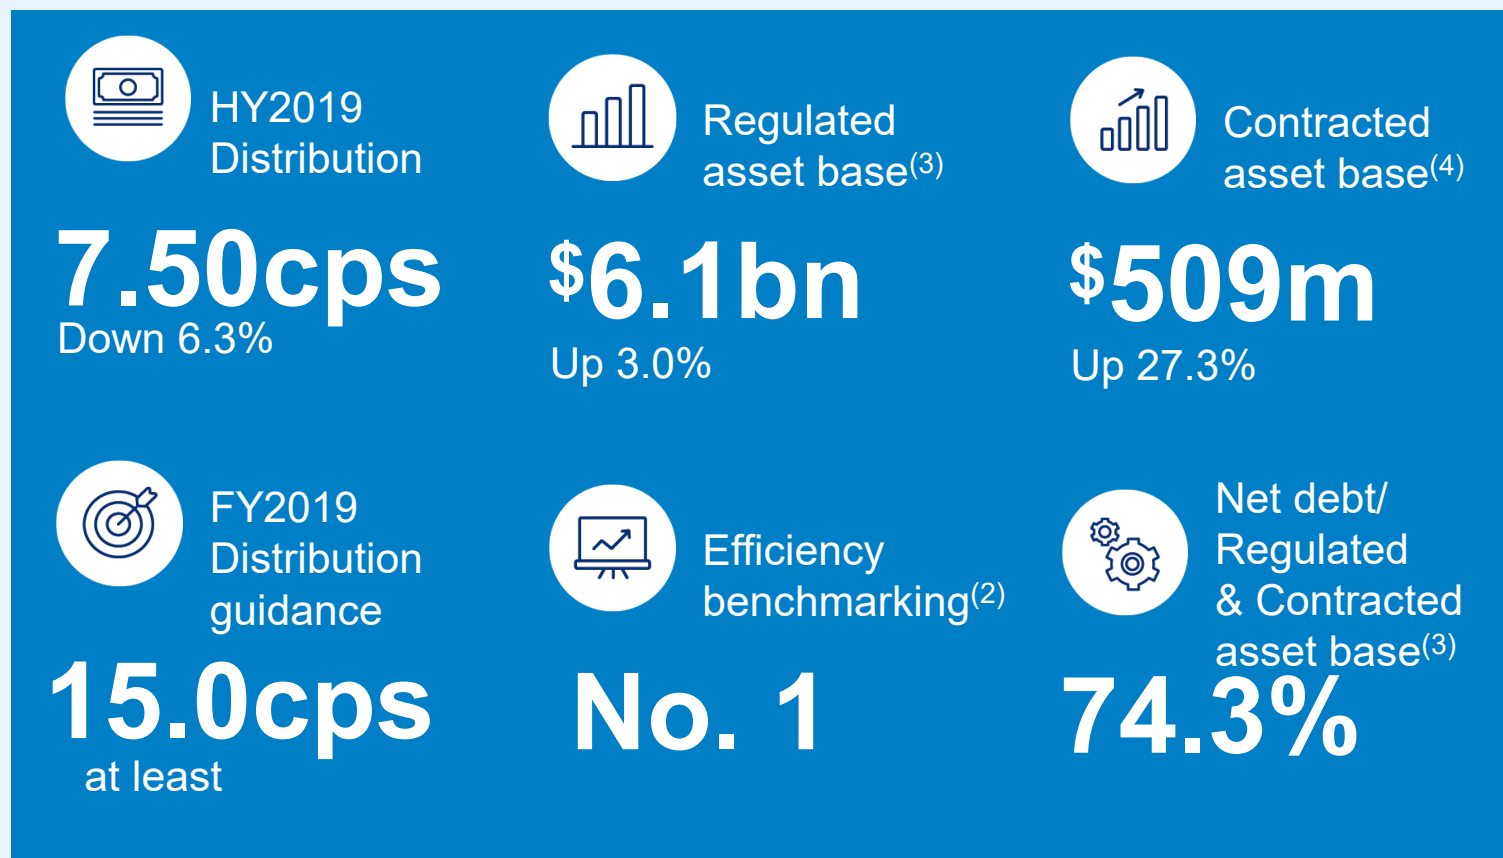 HY2019
Distribution
7.50cps
Down 6.3%
Regulated
asset base(3)
$6.1bn
Up 3.0%
Contracted
asset base(4)
$509m
Up 27.3%
FY2019
Distribution
guidance
15.0cps
at least
Efficiency
benchmarking(2)
No. 1
Net debt/
Regulated
& Contracted
asset base(3)
74.3%